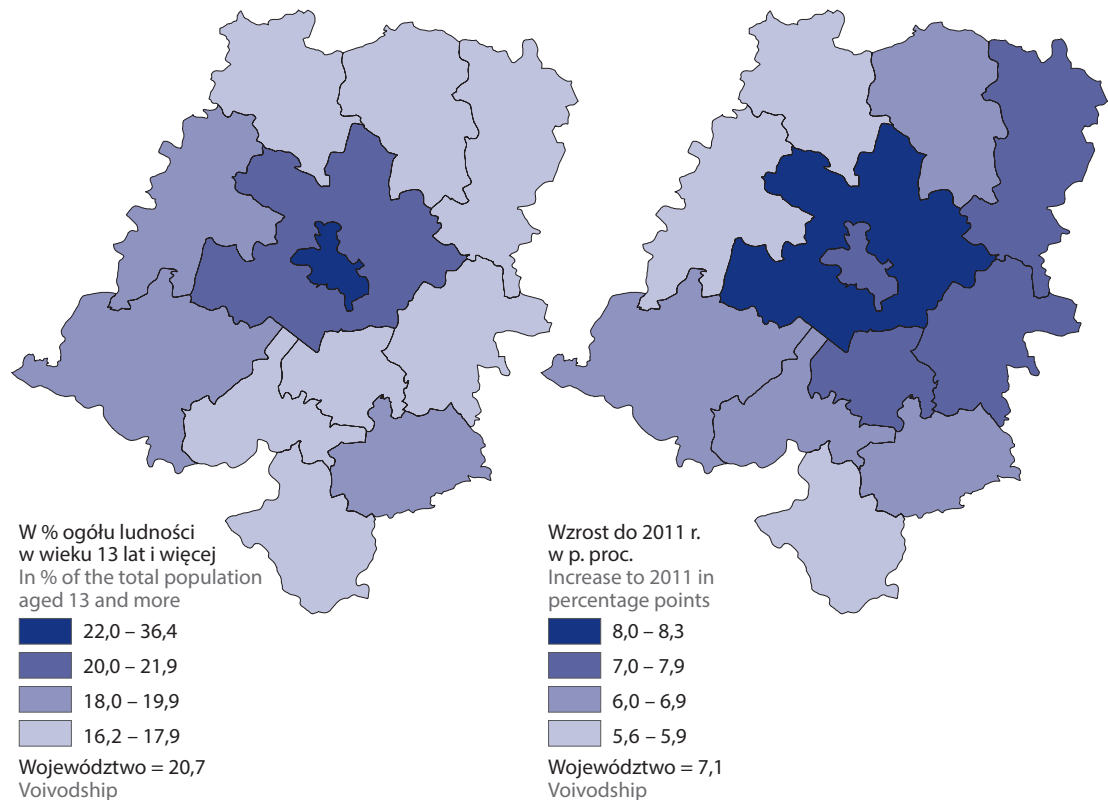 W % ogółu ludności
w wieku 13 lat i więcej
In % of the total population
aged 13 and more
22,0 – 36,4
20,0 – 21,9
18,0 – 19,9
16,2 – 17,9
Województwo = 20,7
Voivodship
Wzrost do 2011 r.
w p. proc.
Increase to 2011 in
percentage points
8,0 – 8,3
7,0 – 7,9
6,0 – 6,9
5,6 – 5,9
Województwo = 7,1
Voivodship